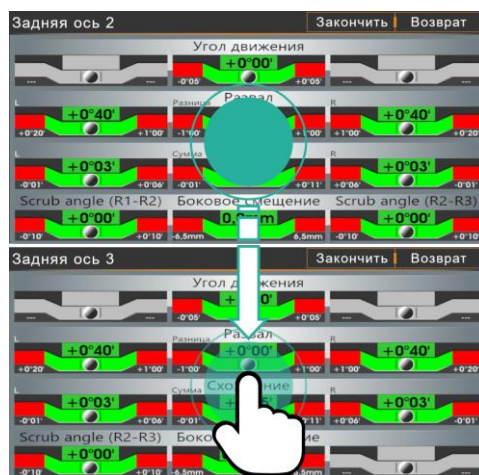 Задняя ось 2 Закончить Возврат
Угол движения
+0°00'
--- --- -0°05' +0°05' --- ---
L Разница Развал R
+0°40' +0°40'
+0°20' +1°00' -1°00' +1°00' +1°00' +0°20'
L Сумма R
+0°03' +0°03'
-0°01' +0°06' -0°01' +0°11' +0°06' -0°01'
Scrub angle (R1-R2) Боковое смещение Scrub angle (R2-R3)
+0°00' 0,0mm +0°00'
-0°10' +0°10' -6,5mm 6,5mm -0°10' +0°10'
Задняя ось 3 Закончить Возврат
Угол движения
--- --- -0°05' +0°05' --- ---
L Разница Развал R
+0°40' +0°00' +0°40'
+0°20' +1°00' -1°00' +1°00' +1°00' +0°20'
L Сумма Схождение R
+0°03' +0°03'
-0°01' +0°06' -0°01' +0°11' +0°06' -0°01'
Scrub angle (R2-R3)
+0°00'
-0°10' +0°10' -6,5mm 6,5mm